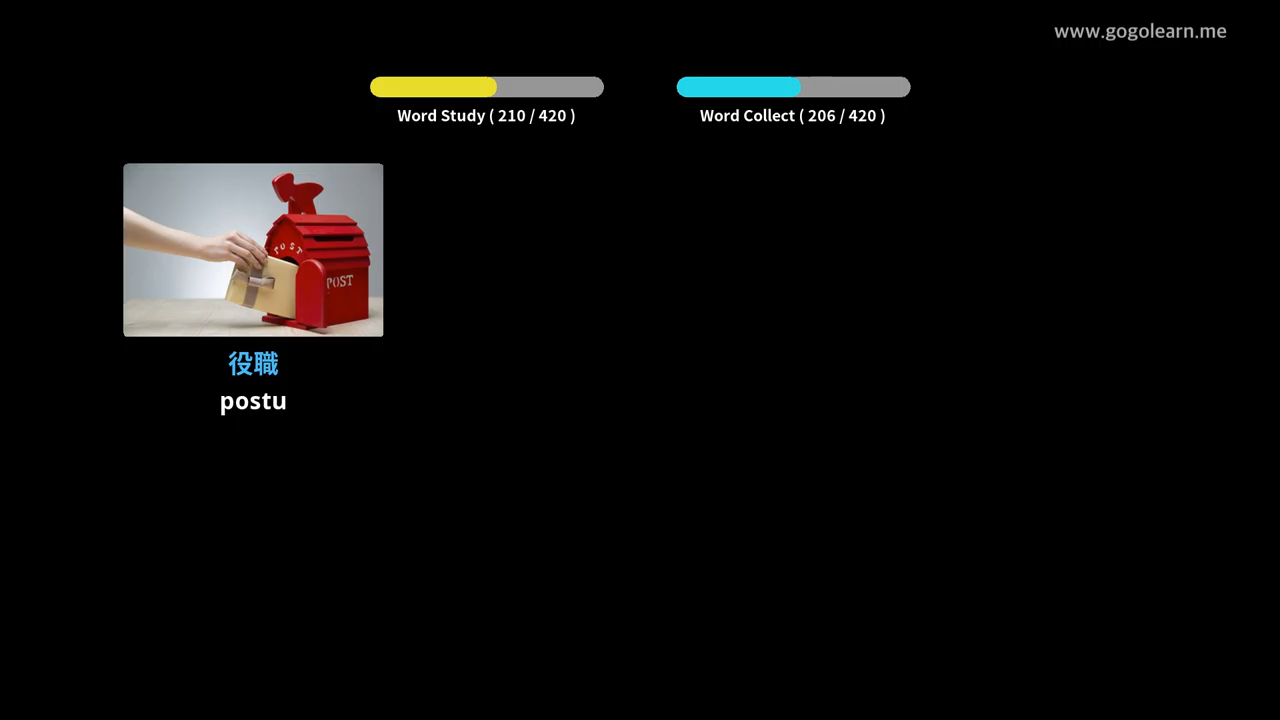 www.gogolearn.me
Word Study ( 210 / 420 )
Word Collect ( 206 / 420 )
POST
POST
役職
postu